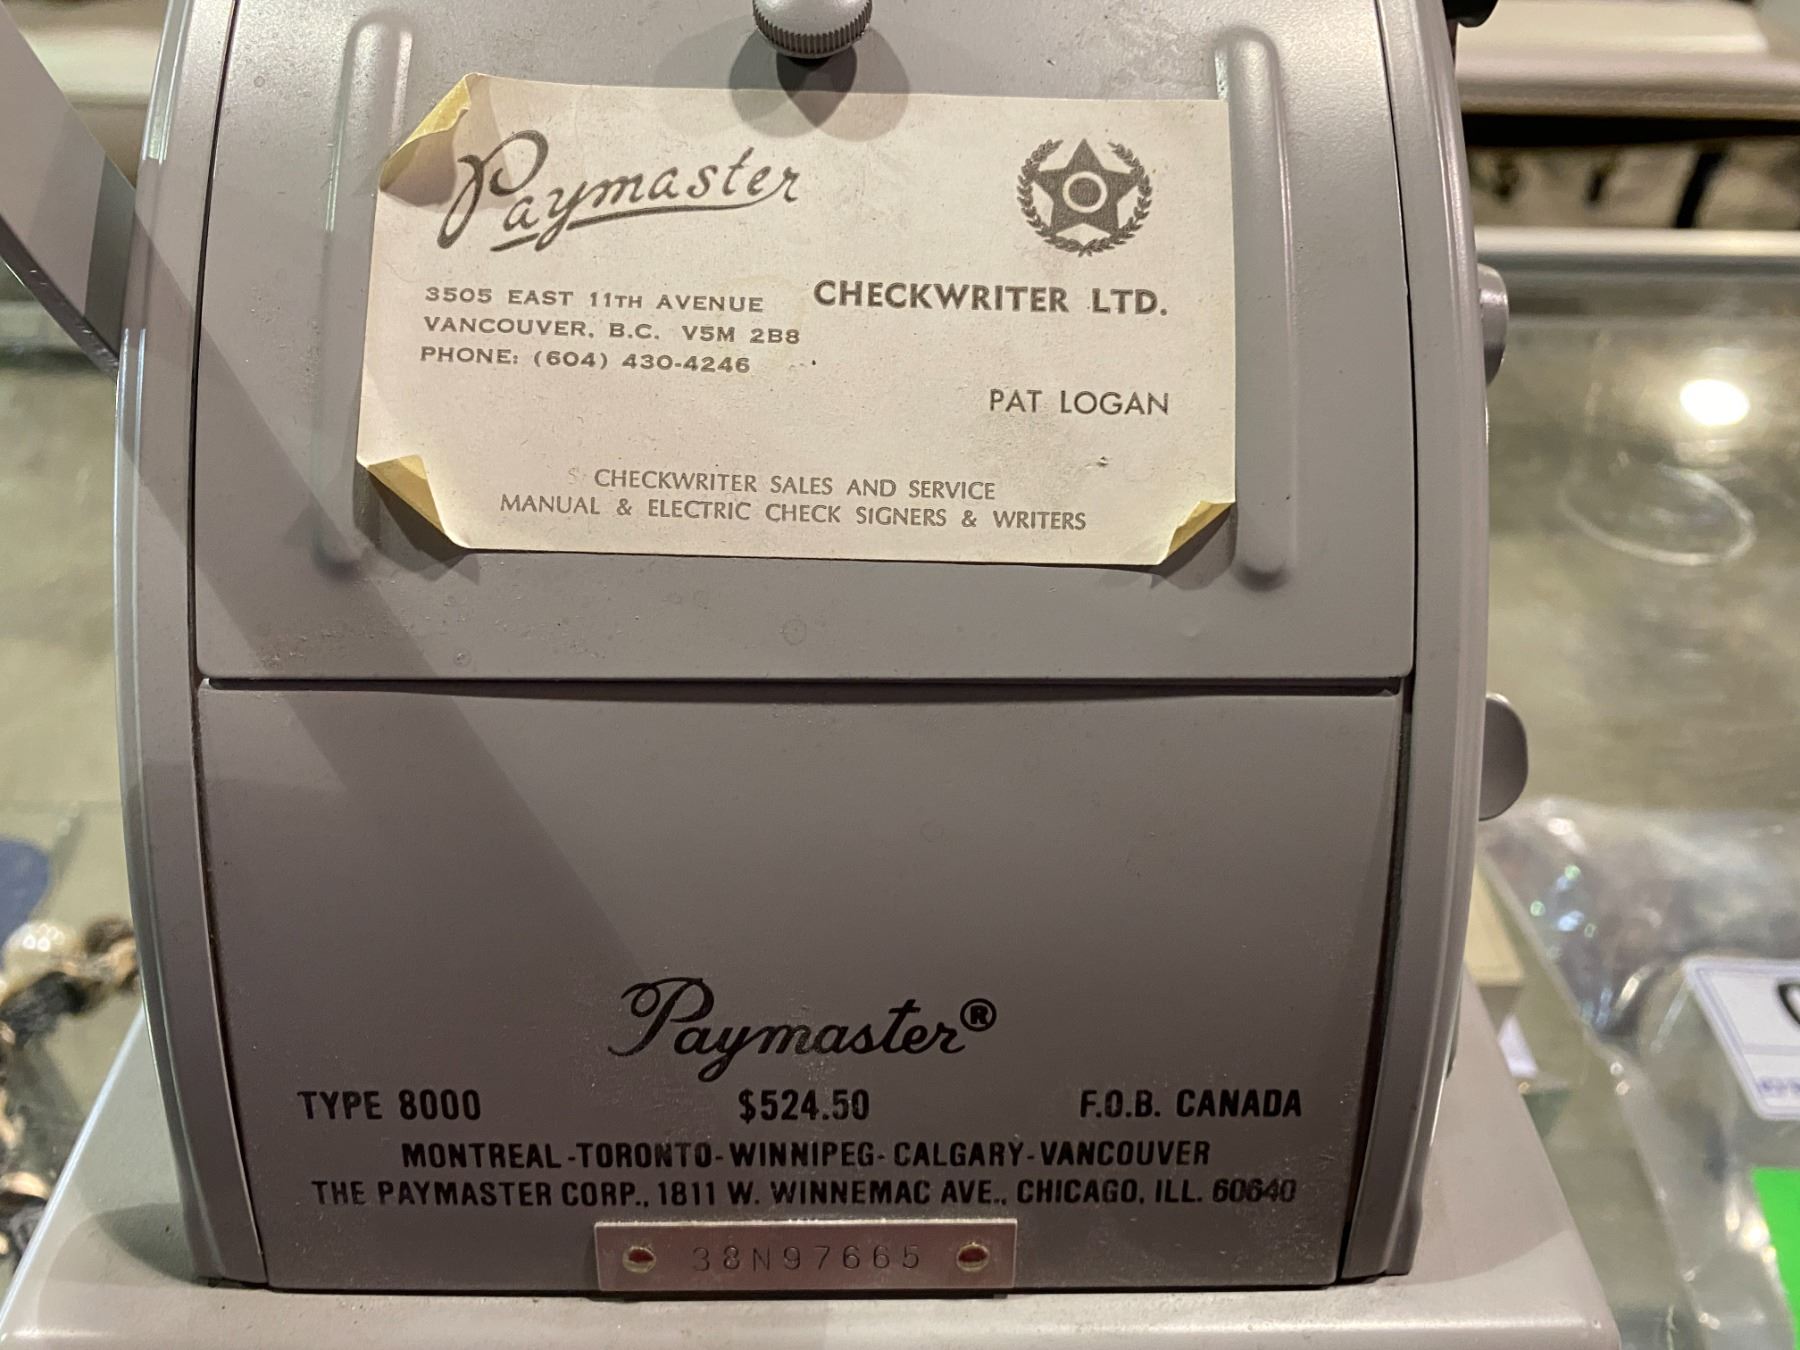 Paymaster
3505 EAST 11TH AVENUE
VANCOUVER, B.C. V5M 2B8
PHONE: (604) 430-4246
CHECKWRITER LTD.
PAT LOGAN
CHECKWRITER SALES AND SERVICE
MANUAL & ELECTRIC CHECK SIGNERS & WRITERS
Paymaster®
TYPE 8000 $524.50 F.O.B. CANADA
MONTREAL-TORONTO-WINNIPEG-CALGARY-VANCOUVER
THE PAYMASTER CORP., 1811 W. WINNEMAC AVE., CHICAGO, ILL. 60640
38N97665